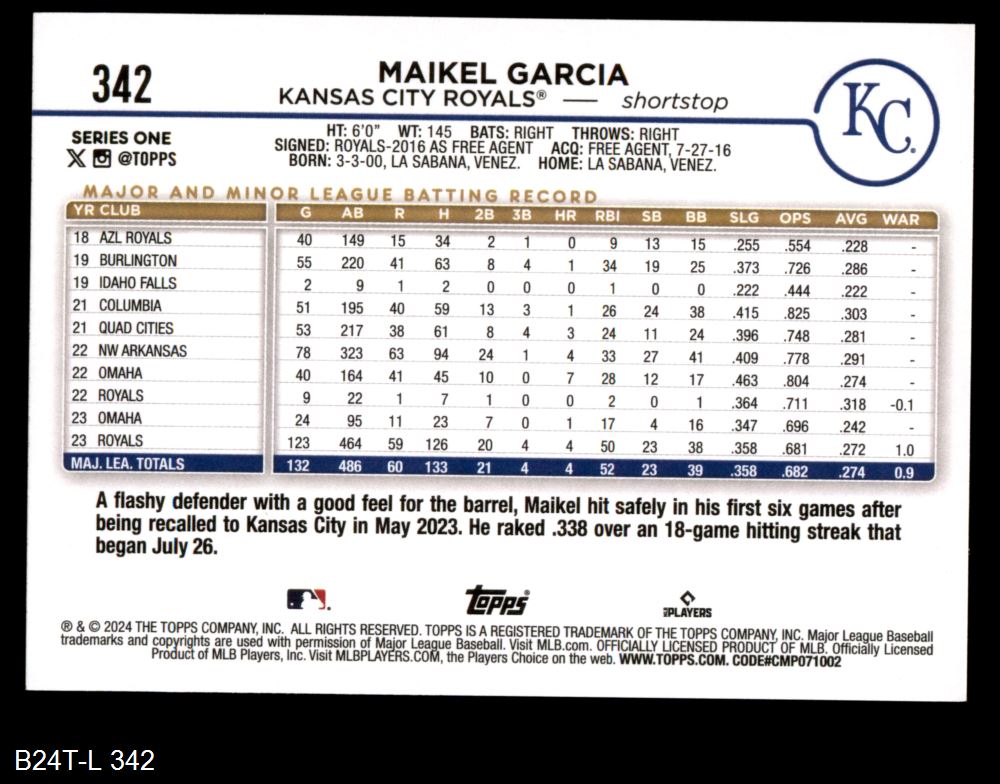 342
MAIKEL GARCIA
KANSAS CITY ROYALS® — shortstop
KC
SERIES ONE
@TOPPS
HT: 6'0" WT: 145 BATS: RIGHT THROWS: RIGHT
SIGNED: ROYALS-2016 AS FREE AGENT ACQ: FREE AGENT, 7-27-16
BORN: 3-3-00, LA SABANA, VENEZ. HOME: LA SABANA, VENEZ.
MAJOR AND MINOR LEAGUE BATTING RECORD
YR CLUB G AB R H 2B 3B HR RBI SB BB SLG OPS AVG WAR
18 AZL ROYALS 40 149 15 34 2 1 0 9 13 15 .255 .554 .228 -
19 BURLINGTON 55 220 41 63 8 4 1 34 19 25 .373 .726 .286 -
19 IDAHO FALLS 2 9 1 2 0 0 0 1 0 0 .222 .444 .222 -
21 COLUMBIA 51 195 40 59 13 3 1 26 24 38 .415 .825 .303 -
21 QUAD CITIES 53 217 38 61 8 4 3 24 11 24 .396 .748 .281 -
22 NW ARKANSAS 78 323 63 94 24 1 4 33 27 41 .409 .778 .291 -
22 OMAHA 40 164 41 45 10 0 7 28 12 17 .463 .804 .274 -
22 ROYALS 9 22 1 7 1 0 0 2 0 1 .364 .711 .318 -0.1
23 OMAHA 24 95 11 23 7 0 1 17 4 16 .347 .696 .242 -
23 ROYALS 123 464 59 126 20 4 4 50 23 38 .358 .681 .272 1.0
MAJ. LEA. TOTALS 132 486 60 133 21 4 4 52 23 39 .358 .682 .274 0.9
A flashy defender with a good feel for the barrel, Maikel hit safely in his first six games after
being recalled to Kansas City in May 2023. He raked .338 over an 18-game hitting streak that
began July 26.
Topps® MLB PLAYERS
® & © 2024 THE TOPPS COMPANY, INC. ALL RIGHTS RESERVED. TOPPS IS A REGISTERED TRADEMARK OF THE TOPPS COMPANY, INC. Major League Baseball
trademarks and copyrights are used with permission of Major League Baseball. Visit MLB.com. OFFICIALLY LICENSED PRODUCT OF MLB. Officially Licensed
Product of MLB Players, Inc. Visit MLBPLAYERS.COM, the Players Choice on the web. WWW.TOPPS.COM. CODE#CMP071002
B24T-L 342